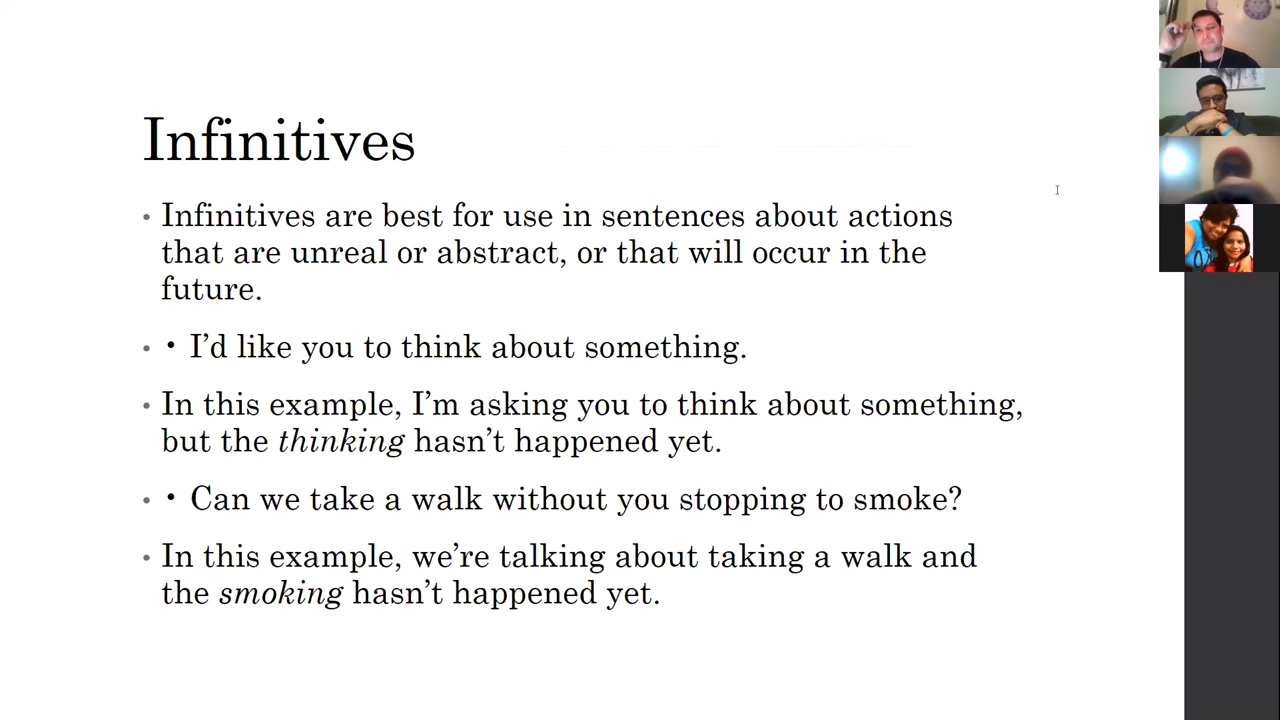 Infinitives
• Infinitives are best for use in sentences about actions
that are unreal or abstract, or that will occur in the
future.
• • I’d like you to think about something.
• In this example, I’m asking you to think about something,
but the thinking hasn’t happened yet.
• • Can we take a walk without you stopping to smoke?
• In this example, we’re talking about taking a walk and
the smoking hasn’t happened yet.